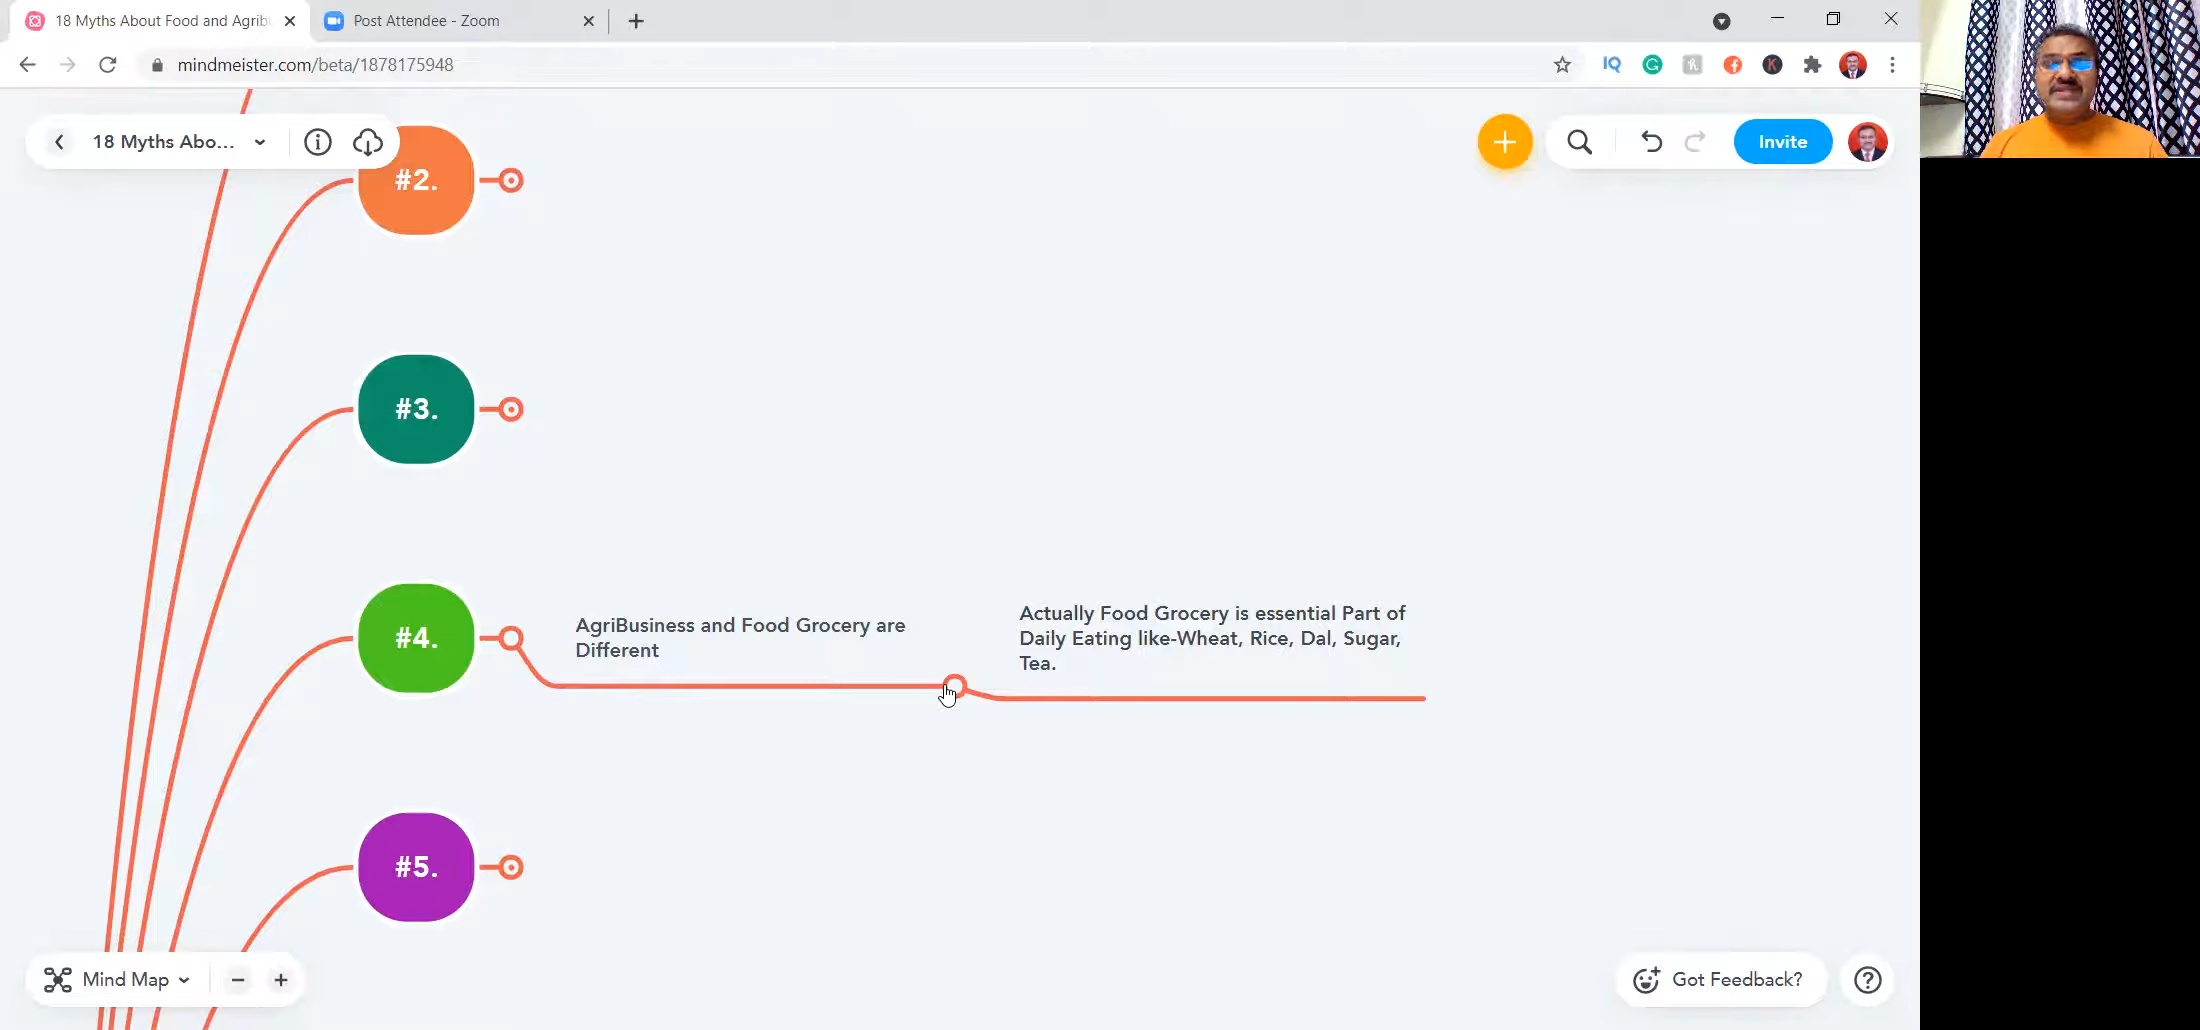 18 Myths About Food and Agrib
Post Attendee - Zoom
mindmeister.com/beta/1878175948
IQ
18 Myths Abo...
Invite
#2.
#3.
#4.
AgriBusiness and Food Grocery are
Different
Actually Food Grocery is essential Part of
Daily Eating like-Wheat, Rice, Dal, Sugar,
Tea.
#5.
Mind Map
Got Feedback?